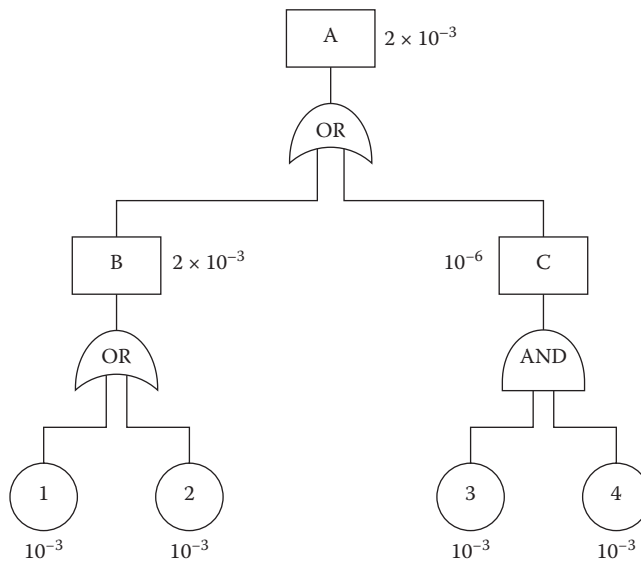 A 2 × 10⁻³
OR
B 2 × 10⁻³
10⁻⁶ C
OR
AND
1 2 3 4
10⁻³ 10⁻³ 10⁻³ 10⁻³